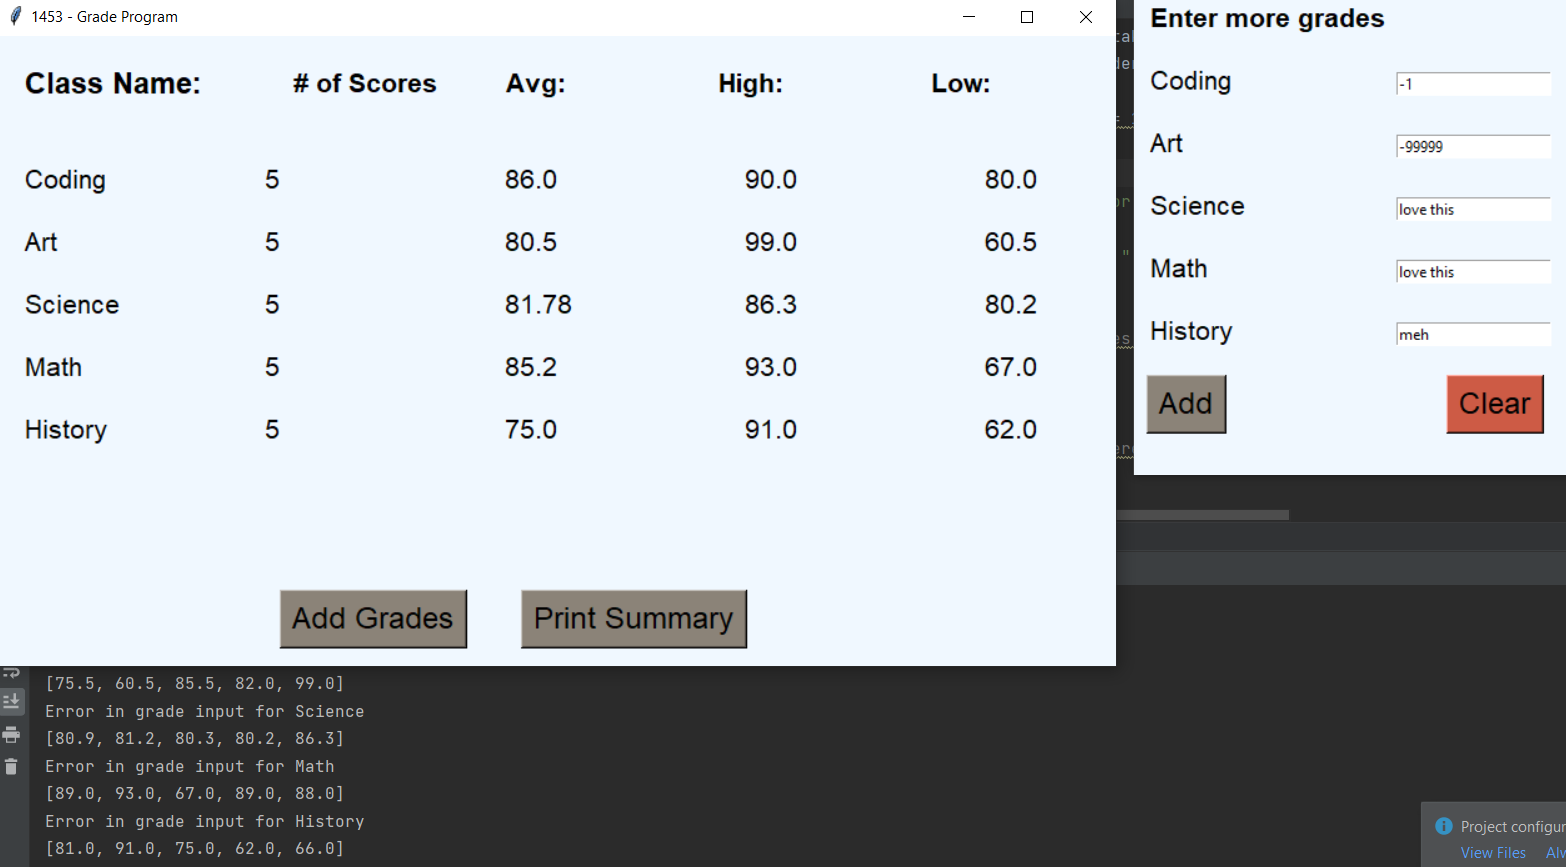 1453 - Grade Program
Class Name: # of Scores Avg: High: Low:
Coding 5 86.0 90.0 80.0
Art 5 80.5 99.0 60.5
Science 5 81.78 86.3 80.2
Math 5 85.2 93.0 67.0
History 5 75.0 91.0 62.0
Add Grades Print Summary
Enter more grades
Coding -1
Art -99999
Science love this
Math love this
History meh
Add Clear
[75.5, 60.5, 85.5, 82.0, 99.0]
Error in grade input for Science
[80.9, 81.2, 80.3, 80.2, 86.3]
Error in grade input for Math
[89.0, 93.0, 67.0, 89.0, 88.0]
Error in grade input for History
[81.0, 91.0, 75.0, 62.0, 66.0]
Project configur
View Files